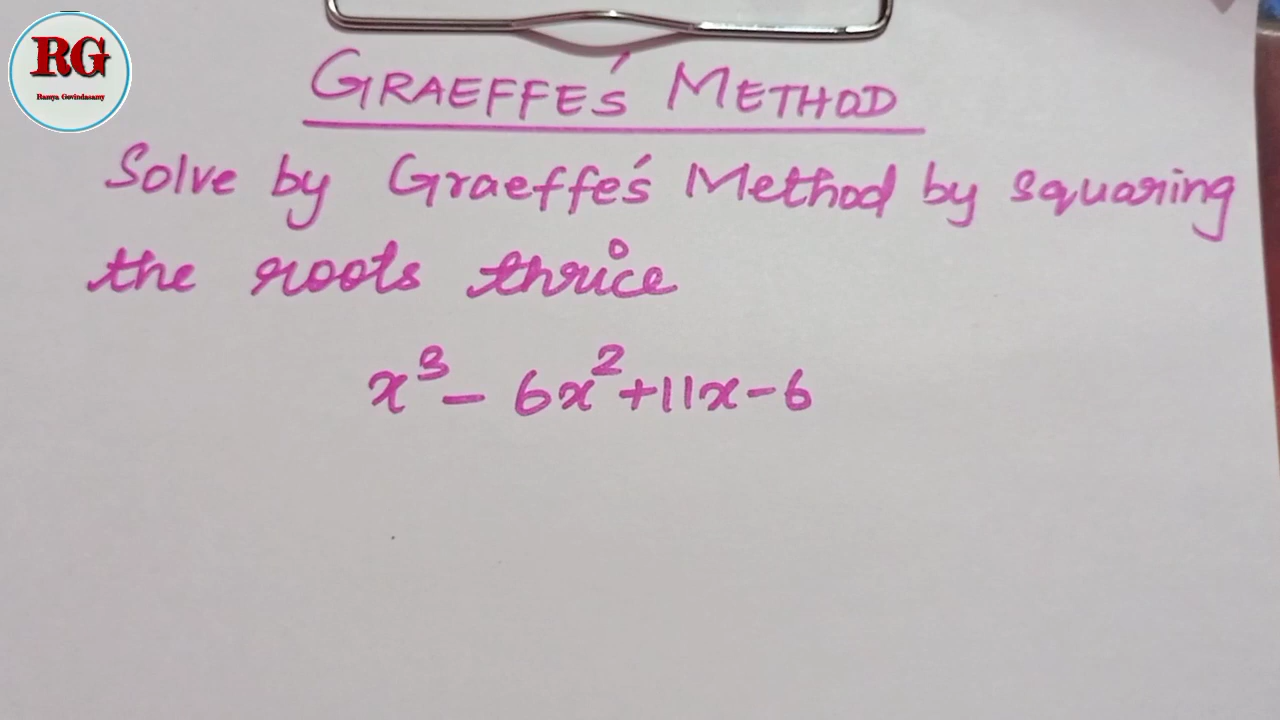 RG
Ramya Govindasamy
GRAEFFE'S METHOD
Solve by Graeffe's Method by squaring
the roots thrice
x³ - 6x² + 11x - 6